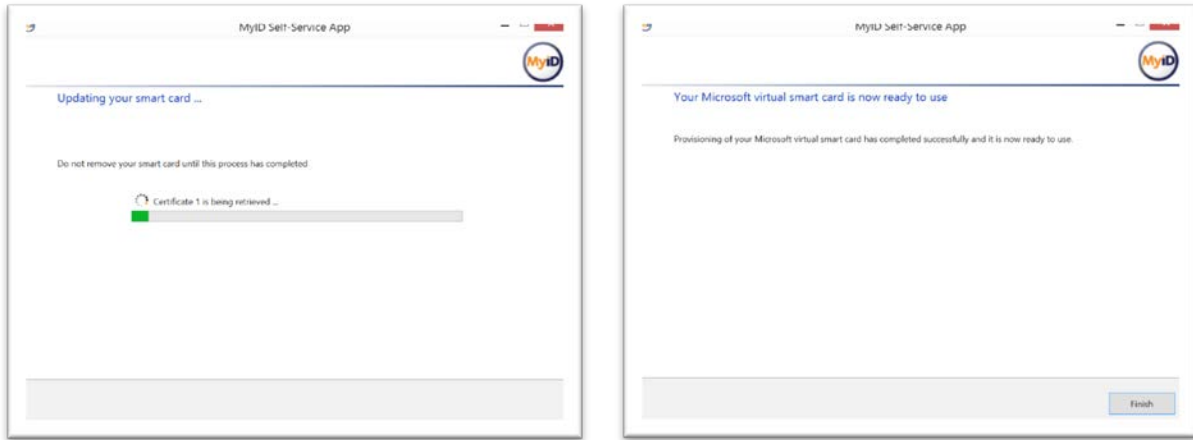 MyID Self-Service App
MyID
Updating your smart card ...
Do not remove your smart card until this process has completed
Certificate 1 is being retrieved ...
MyID Self-Service App
MyID
Your Microsoft virtual smart card is now ready to use
Provisioning of your Microsoft virtual smart card has completed successfully and it is now ready to use.
Finish